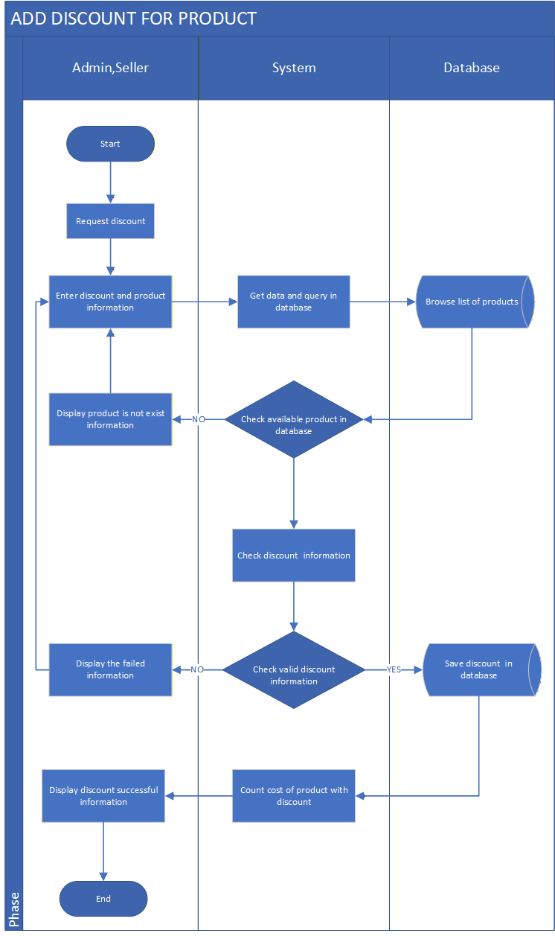 ADD DISCOUNT FOR PRODUCT
Admin,Seller
System
Database
Start
Request discount
Enter discount and product
information
Get data and query in
database
Browse list of products
Display product is not exist
information
NO
Check available product in
database
Check discount information
Display the failed
information
NO
Check valid discount
information
YES
Save discount in
database
Display discount successful
information
Count cost of product with
discount
End
Phase